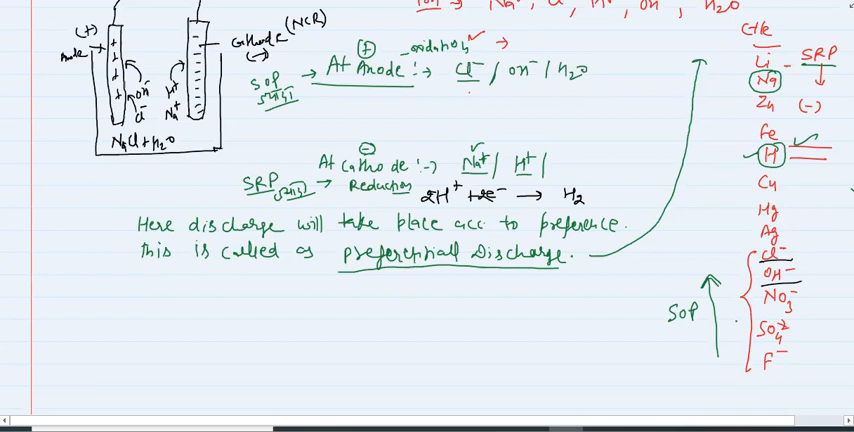 ion → Na⁺, Cl⁻, H⁺, OH⁻, H₂O
(+)
Anode
Cathode (NCR)
(-)
OH⁻
Cl⁻
H⁺
Na⁺
NaCl + H₂O
SOP → At Anode :→ Cl⁻ / OH⁻ / H₂O
(+) - oxidation ✓ →
(-)
SRP → At Cathode :→ Na⁺ / H⁺ /
Reduction
2H⁺ + 2e⁻ → H₂
Here discharge will take place acc. to preference.
this is called as preferential Discharge.
Li
Na - SRP
Zn (-)
Fe
H
Cu
Hg
Ag
Cl⁻
OH⁻
NO₃⁻
SO₄²⁻
F⁻
SOP